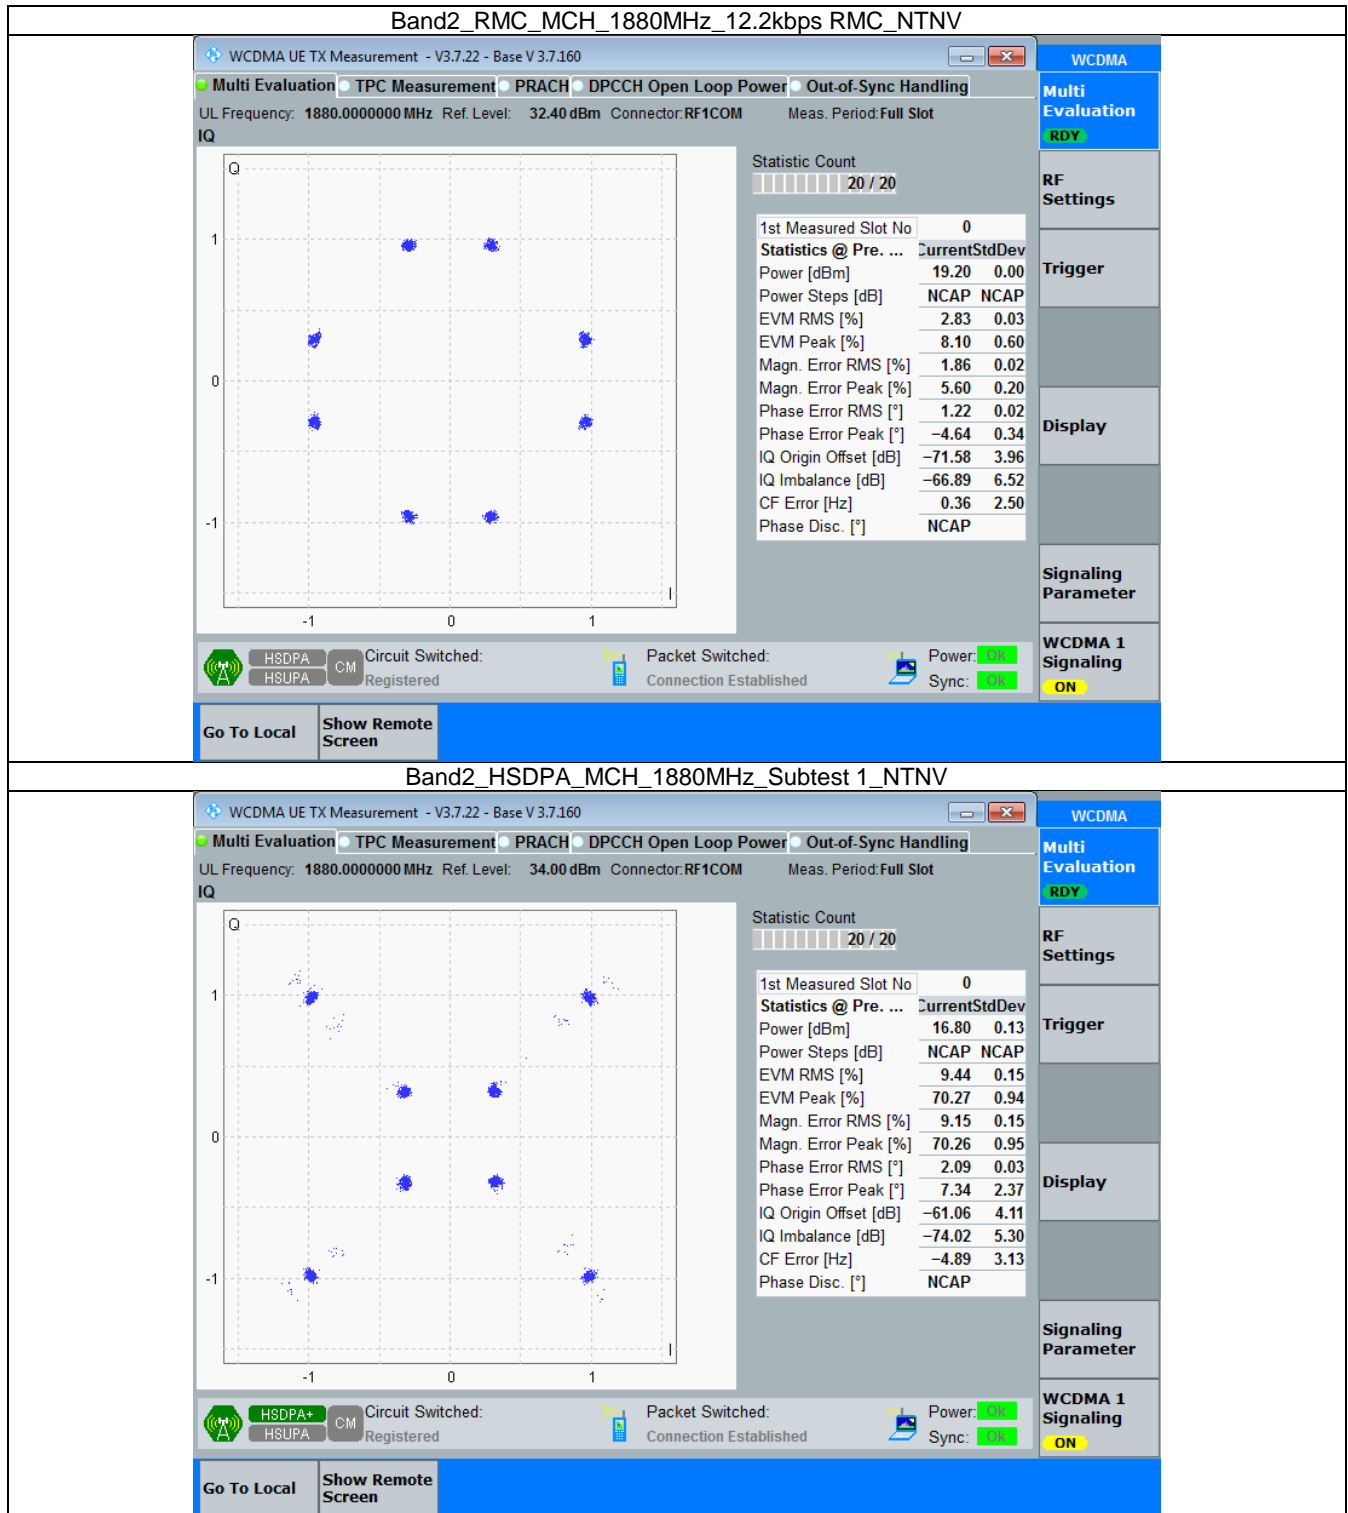 Band2_RMC_MCH_1880MHz_12.2kbps RMC_NTNV
WCDMA UE TX Measurement - V3.7.22 - Base V 3.7.160
WCDMA
Multi Evaluation TPC Measurement PRACH DPCCH Open Loop Power Out-of-Sync Handling
Multi
Evaluation
RDY
UL Frequency: 1880.0000000 MHz Ref. Level: 32.40 dBm Connector: RF1COM Meas. Period: Full Slot
IQ
Q
1
0
-1
-1 0 1
I
Statistic Count
20 / 20
1st Measured Slot No 0
Statistics @ Pre. ... Current StdDev
Power [dBm] 19.20 0.00
Power Steps [dB] NCAP NCAP
EVM RMS [%] 2.83 0.03
EVM Peak [%] 8.10 0.60
Magn. Error RMS [%] 1.86 0.02
Magn. Error Peak [%] 5.60 0.20
Phase Error RMS [°] 1.22 0.02
Phase Error Peak [°] −4.64 0.34
IQ Origin Offset [dB] −71.58 3.96
IQ Imbalance [dB] −66.89 6.52
CF Error [Hz] 0.36 2.50
Phase Disc. [°] NCAP
RF
Settings
Trigger
Display
Signaling
Parameter
WCDMA 1
Signaling
ON
HSDPA
HSUPA
CM
Circuit Switched:
Registered
Packet Switched:
Connection Established
Power: Ok
Sync: Ok
Go To Local
Show Remote
Screen
Band2_HSDPA_MCH_1880MHz_Subtest 1_NTNV
WCDMA UE TX Measurement - V3.7.22 - Base V 3.7.160
WCDMA
Multi Evaluation TPC Measurement PRACH DPCCH Open Loop Power Out-of-Sync Handling
Multi
Evaluation
RDY
UL Frequency: 1880.0000000 MHz Ref. Level: 34.00 dBm Connector: RF1COM Meas. Period: Full Slot
IQ
Q
1
0
-1
-1 0 1
I
Statistic Count
20 / 20
1st Measured Slot No 0
Statistics @ Pre. ... Current StdDev
Power [dBm] 16.80 0.13
Power Steps [dB] NCAP NCAP
EVM RMS [%] 9.44 0.15
EVM Peak [%] 70.27 0.94
Magn. Error RMS [%] 9.15 0.15
Magn. Error Peak [%] 70.26 0.95
Phase Error RMS [°] 2.09 0.03
Phase Error Peak [°] 7.34 2.37
IQ Origin Offset [dB] −61.06 4.11
IQ Imbalance [dB] −74.02 5.30
CF Error [Hz] −4.89 3.13
Phase Disc. [°] NCAP
RF
Settings
Trigger
Display
Signaling
Parameter
WCDMA 1
Signaling
ON
HSDPA+
HSUPA
CM
Circuit Switched:
Registered
Packet Switched:
Connection Established
Power: Ok
Sync: Ok
Go To Local
Show Remote
Screen